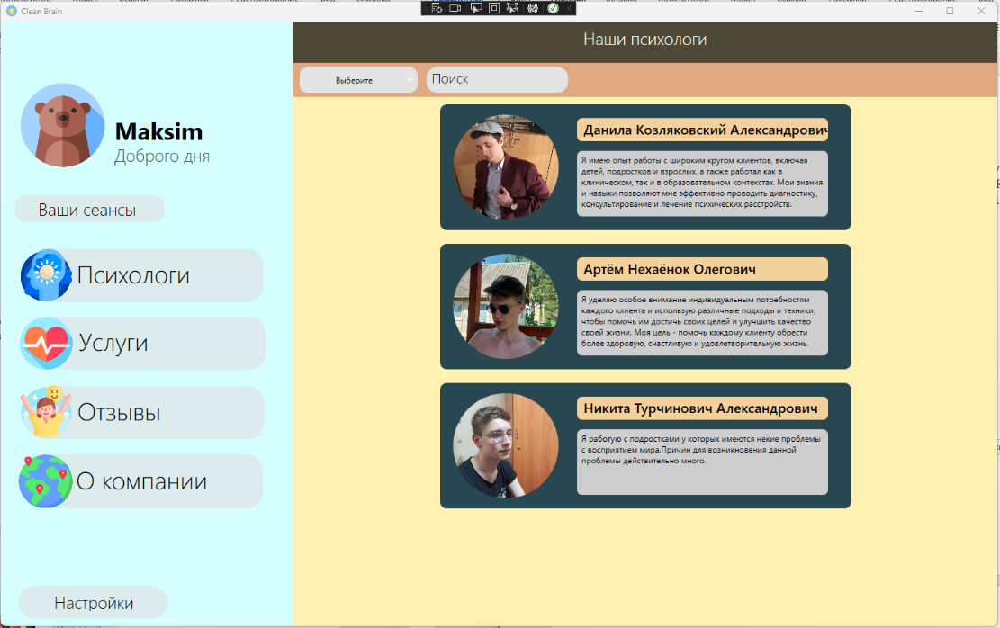 Clean Brain
Наши психологи
Выберите
Поиск
Maksim
Доброго дня
Ваши сеансы
Психологи
Услуги
Отзывы
О компании
Настройки
Данила Козляковский Александрович
Я имею опыт работы с широким кругом клиентов, включая
детей, подростков и взрослых, а также работал как в
клиническом, так и в образовательном контекстах. Мои знания
и навыки позволяют мне эффективно проводить диагностику,
консультирование и лечение психических расстройств.
Артём Нехаёнок Олегович
Я уделяю особое внимание индивидуальным потребностям
каждого клиента и использую различные подходы и техники,
чтобы помочь им достичь своих целей и улучшить качество
своей жизни. Моя цель - помочь каждому клиенту обрести
более здоровую, счастливую и удовлетворительную жизнь.
Никита Турчинович Александрович
Я работую с подростками у которых имеются некие проблемы
с восприятием мира.Причин для возникновения данной
проблемы действительно много.